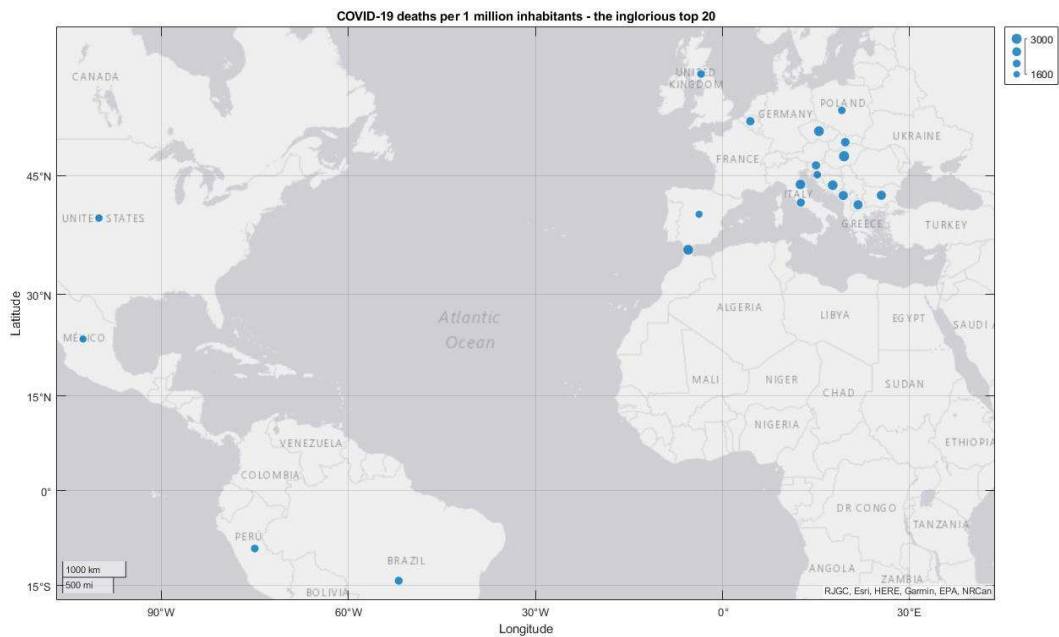 COVID-19 deaths per 1 million inhabitants - the inglorious top 20
3000
1600
CANADA
UNITED KINGDOM
POLAND
GERMANY
UKRAINE
FRANCE
45°N
ITALY
UNITED STATES
GREECE
TURKEY
30°N
Latitude
Atlantic
Ocean
ALGERIA
LIBYA
EGYPT
SAUDI A
MÉXICO
MALI
NIGER
SUDAN
CHAD
15°N
NIGERIA
VENEZUELA
ETHIOPIA
COLOMBIA
0°
DR CONGO
TANZANIA
PERÚ
BRAZIL
1000 km
500 mi
ANGOLA
ZAMBIA
BOLIVIA
RJGC, Esri, HERE, Garmin, EPA, NRCan
15°S
90°W
60°W
30°W
0°
30°E
Longitude